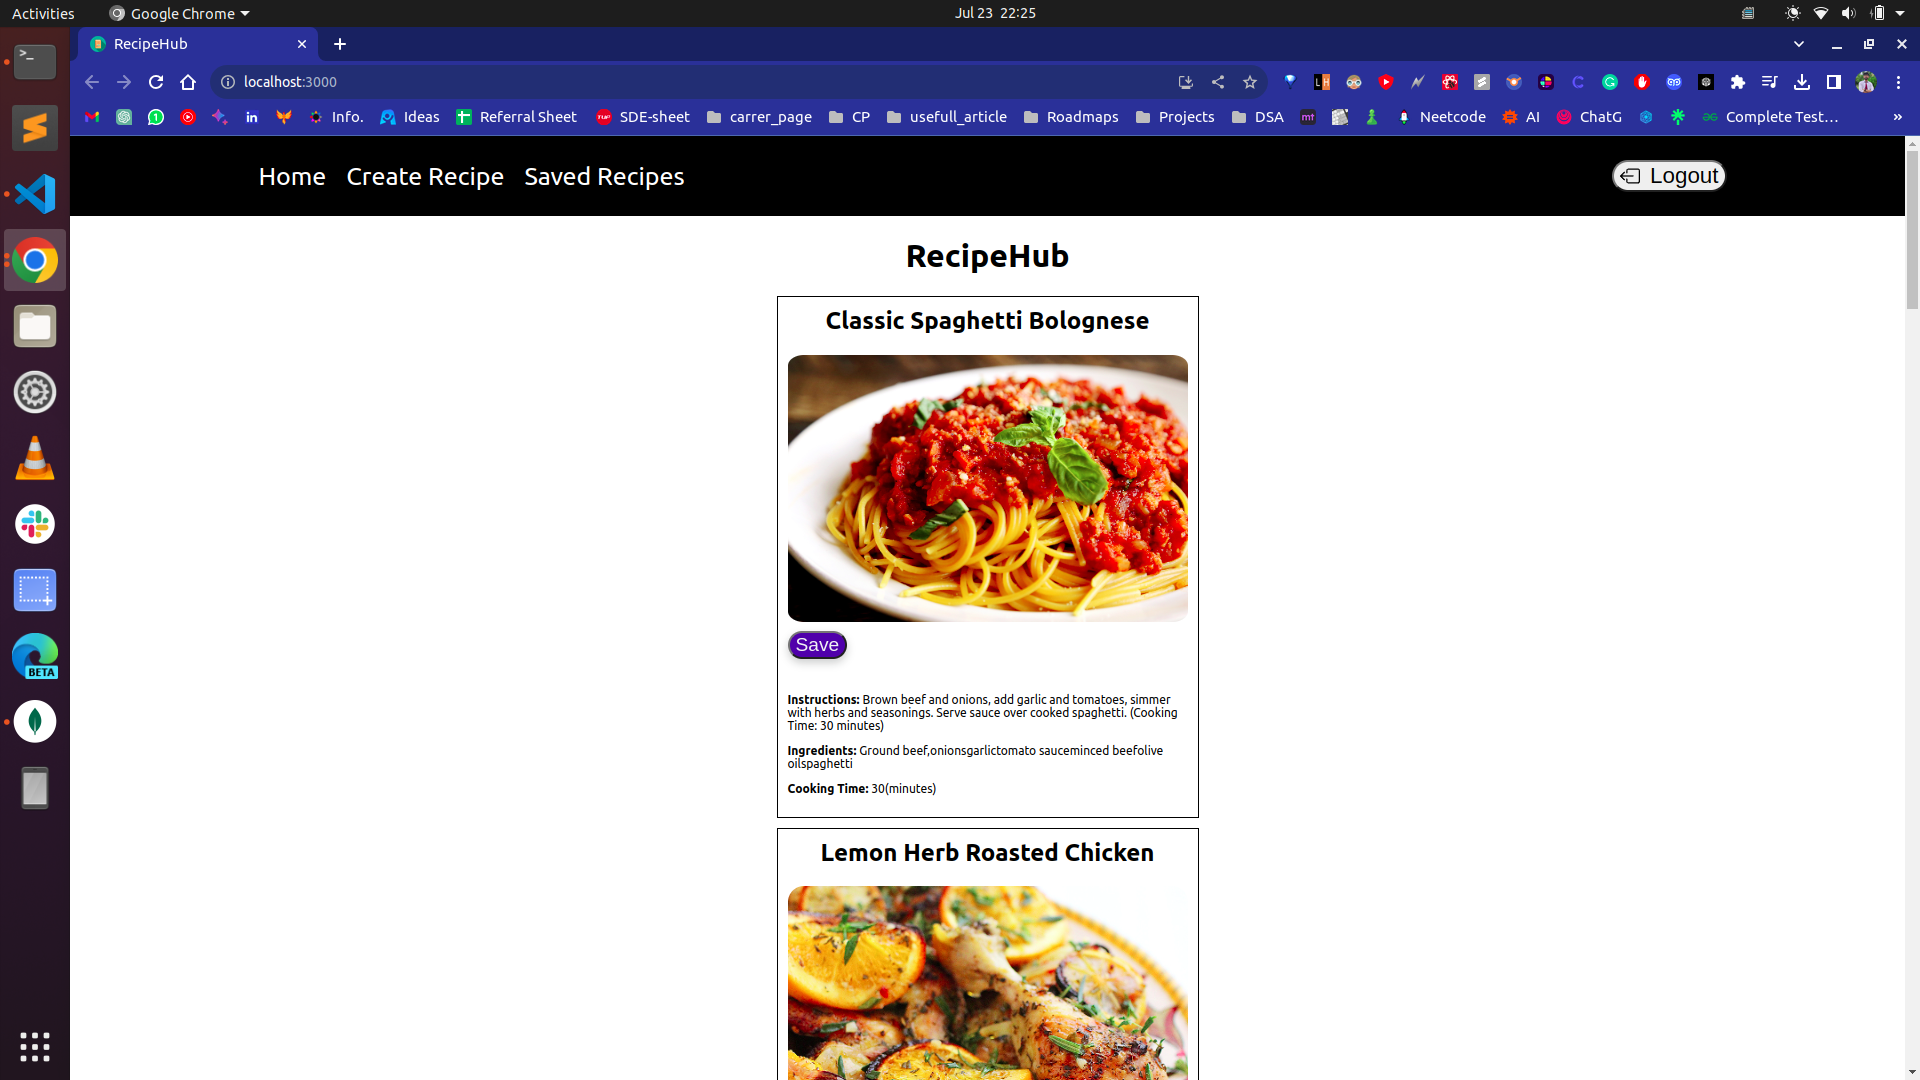 Activities Google Chrome Jul 23 22:25
RecipeHub
localhost:3000
Info. Ideas Referral Sheet SDE-sheet carrer_page CP usefull_article Roadmaps Projects DSA mt Neetcode AI ChatG Complete Test… »
Home Create Recipe Saved Recipes Logout
RecipeHub
Classic Spaghetti Bolognese
Save
Instructions: Brown beef and onions, add garlic and tomatoes, simmer
with herbs and seasonings. Serve sauce over cooked spaghetti. (Cooking
Time: 30 minutes)
Ingredients: Ground beef,onionsgarlictomato sauceminced beefolive
oilspaghetti
Cooking Time: 30(minutes)
Lemon Herb Roasted Chicken
BETA